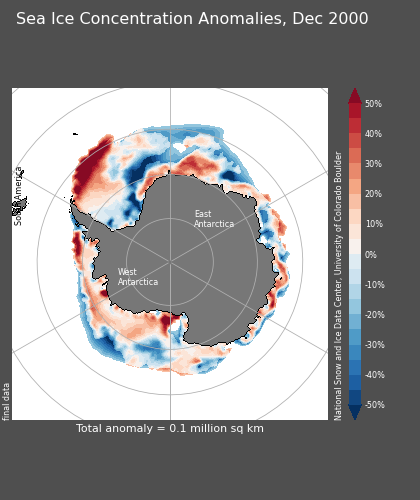 Sea Ice Concentration Anomalies, Dec 2000
South America
East
Antarctica
West
Antarctica
final data
50%
40%
30%
20%
10%
0%
-10%
-20%
-30%
-40%
-50%
National Snow and Ice Data Center, University of Colorado Boulder
Total anomaly = 0.1 million sq km